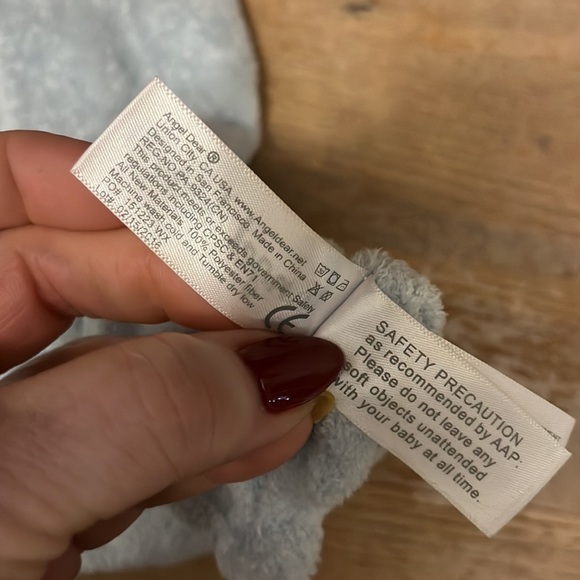 Angel Dear ®
Union City, CA USA, www.Angeldear.net
Designed in San Francisco. Made in China
REG.NO PA-9324(CN)
This product meets or exceeds government Safety
regulations including CPSC & EN71
All New Materials 100% Polyester fiber
wash cold and Tumble dry low
CE
SAFETY PRECAUTION
as recommended by AAP:
Please do not leave any
soft objects unattended
with your baby at all time.